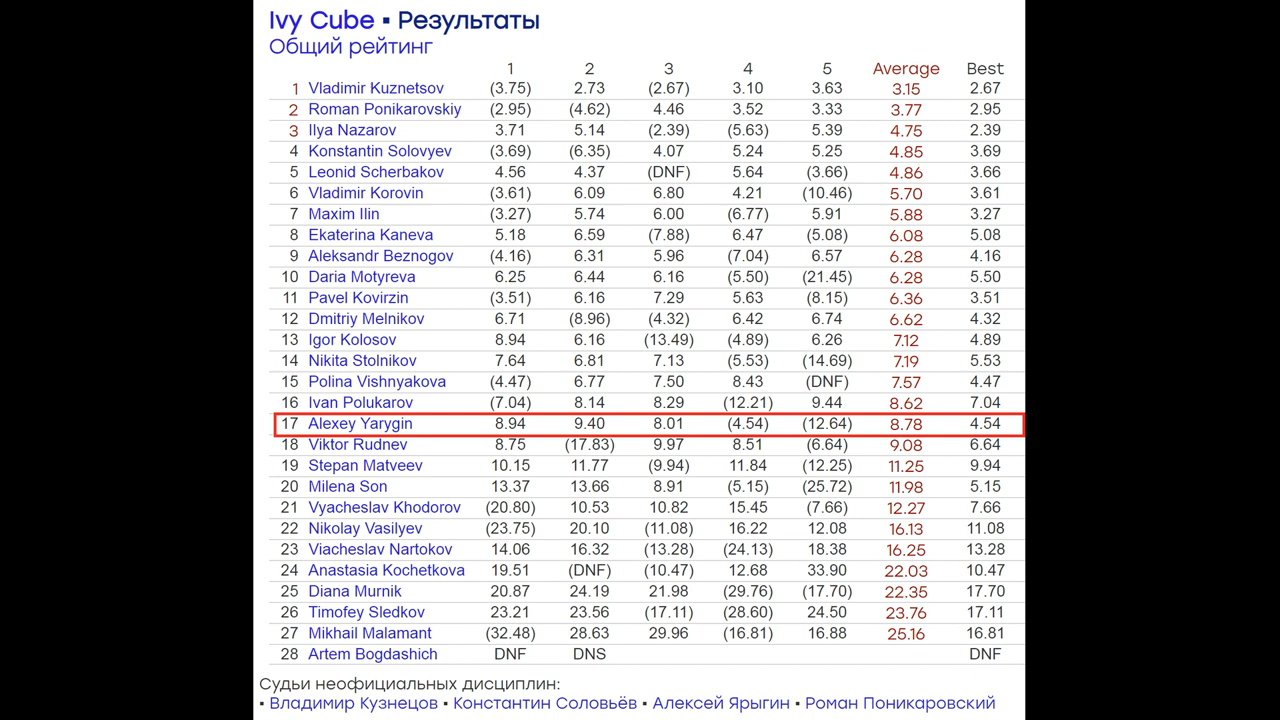 Ivy Cube ▪ Результаты
Общий рейтинг
1 2 3 4 5 Average Best
1 Vladimir Kuznetsov (3.75) 2.73 (2.67) 3.10 3.63 3.15 2.67
2 Roman Ponikarovskiy (2.95) (4.62) 4.46 3.52 3.33 3.77 2.95
3 Ilya Nazarov 3.71 5.14 (2.39) (5.63) 5.39 4.75 2.39
4 Konstantin Solovyev (3.69) (6.35) 4.07 5.24 5.25 4.85 3.69
5 Leonid Scherbakov 4.56 4.37 (DNF) 5.64 (3.66) 4.86 3.66
6 Vladimir Korovin (3.61) 6.09 6.80 4.21 (10.46) 5.70 3.61
7 Maxim Ilin (3.27) 5.74 6.00 (6.77) 5.91 5.88 3.27
8 Ekaterina Kaneva 5.18 6.59 (7.88) 6.47 (5.08) 6.08 5.08
9 Aleksandr Beznogov (4.16) 6.31 5.96 (7.04) 6.57 6.28 4.16
10 Daria Motyreva 6.25 6.44 6.16 (5.50) (21.45) 6.28 5.50
11 Pavel Kovirzin (3.51) 6.16 7.29 5.63 (8.15) 6.36 3.51
12 Dmitriy Melnikov 6.71 (8.96) (4.32) 6.42 6.74 6.62 4.32
13 Igor Kolosov 8.94 6.16 (13.49) (4.89) 6.26 7.12 4.89
14 Nikita Stolnikov 7.64 6.81 7.13 (5.53) (14.69) 7.19 5.53
15 Polina Vishnyakova (4.47) 6.77 7.50 8.43 (DNF) 7.57 4.47
16 Ivan Polukarov (7.04) 8.14 8.29 (12.21) 9.44 8.62 7.04
17 Alexey Yarygin 8.94 9.40 8.01 (4.54) (12.64) 8.78 4.54
18 Viktor Rudnev 8.75 (17.83) 9.97 8.51 (6.64) 9.08 6.64
19 Stepan Matveev 10.15 11.77 (9.94) 11.84 (12.25) 11.25 9.94
20 Milena Son 13.37 13.66 8.91 (5.15) (25.72) 11.98 5.15
21 Vyacheslav Khodorov (20.80) 10.53 10.82 15.45 (7.66) 12.27 7.66
22 Nikolay Vasilyev (23.75) 20.10 (11.08) 16.22 12.08 16.13 11.08
23 Viacheslav Nartokov 14.06 16.32 (13.28) (24.13) 18.38 16.25 13.28
24 Anastasia Kochetkova 19.51 (DNF) (10.47) 12.68 33.90 22.03 10.47
25 Diana Murnik 20.87 24.19 21.98 (29.76) (17.70) 22.35 17.70
26 Timofey Sledkov 23.21 23.56 (17.11) (28.60) 24.50 23.76 17.11
27 Mikhail Malamant (32.48) 28.63 29.96 (16.81) 16.88 25.16 16.81
28 Artem Bogdashich DNF DNS DNF
Судьи неофициальных дисциплин:
▪ Владимир Кузнецов ▪ Константин Соловьёв ▪ Алексей Ярыгин ▪ Роман Поникаровский